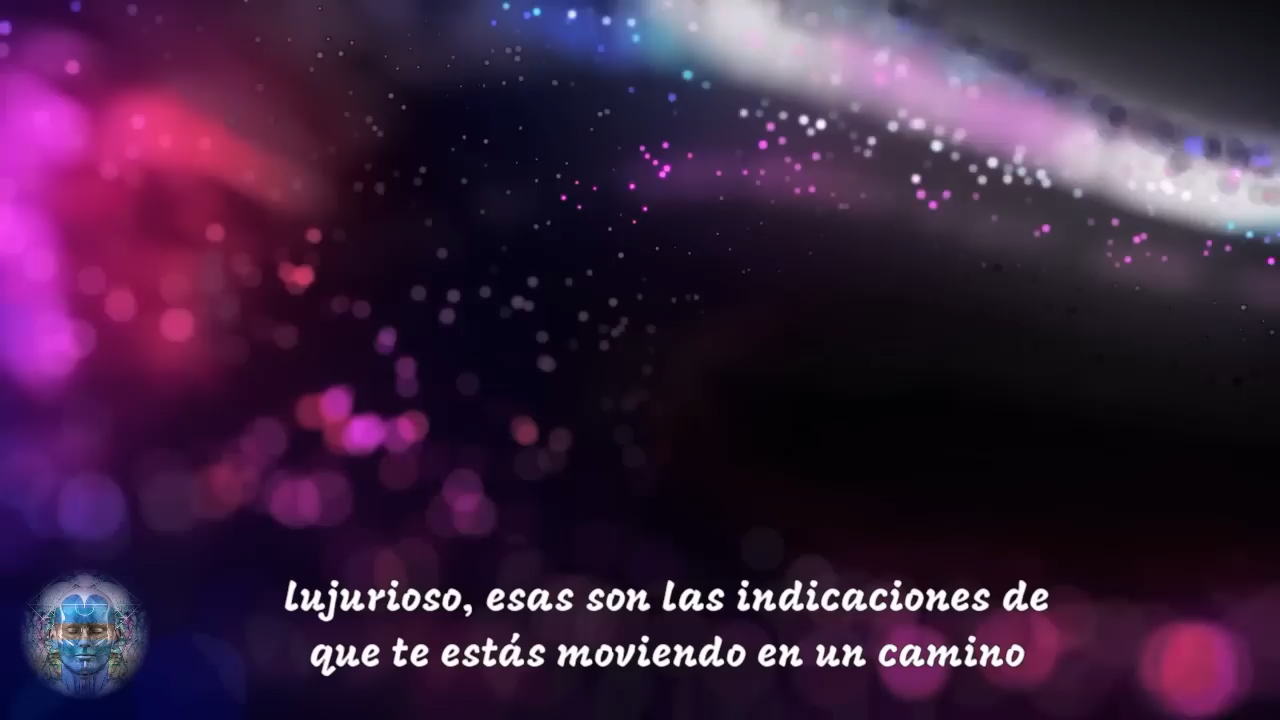 lujurioso, esas son las indicaciones de
que te estás moviendo en un camino